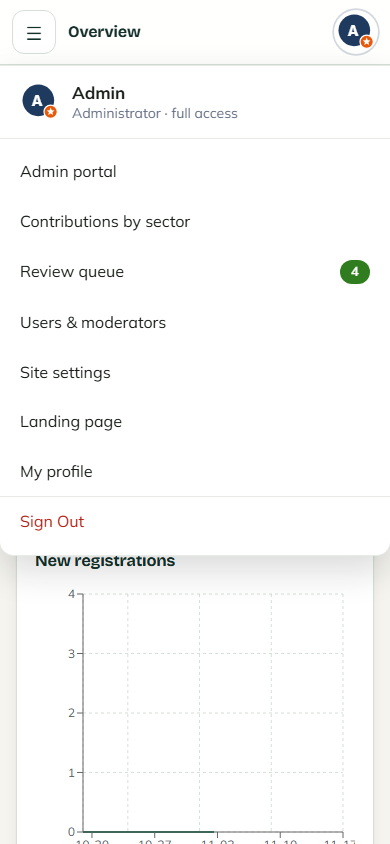 ☰ Overview A
A Admin
Administrator · full access
Admin portal
Contributions by sector
Review queue 4
Users & moderators
Site settings
Landing page
My profile
Sign Out
New registrations
4
3
2
1
0